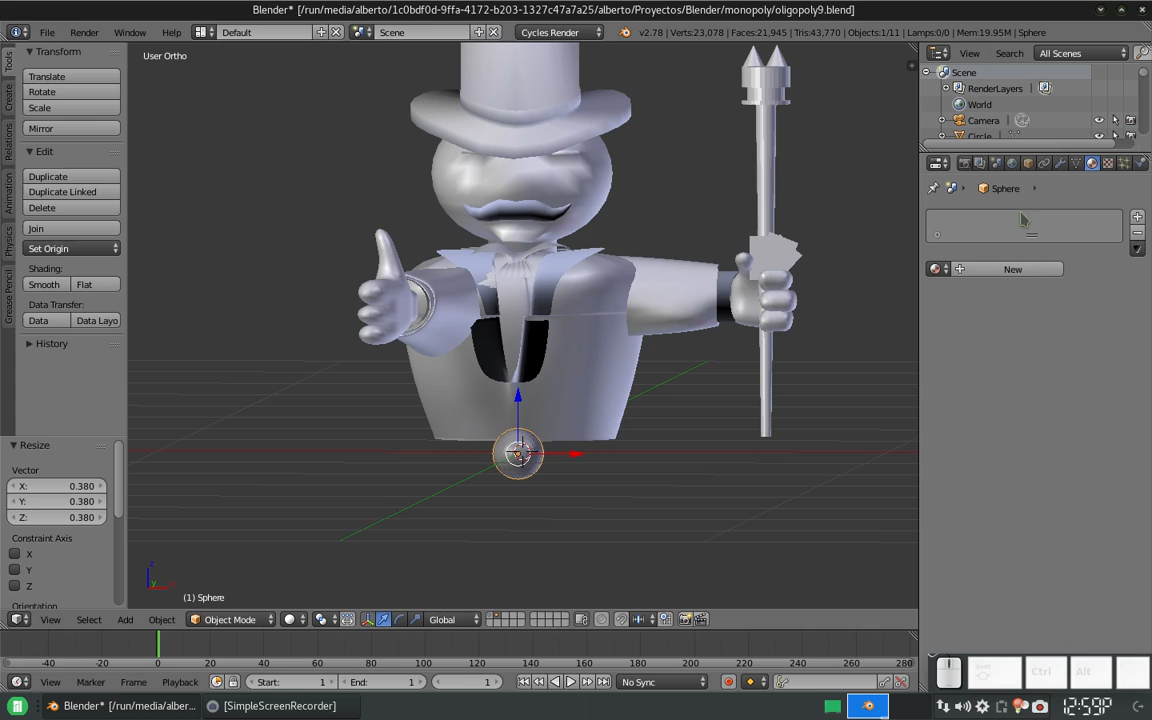 Blender* [/run/media/alberto/1c0bdf0d-9ffa-4172-b203-1327c47a7a25/alberto/Proyectos/Blender/monopoly/oligopoly9.blend]
File Render Window Help Default Scene Cycles Render v2.78 | Verts:23,078 | Faces:21,945 | Tris:43,770 | Objects:1/11 | Mem:19.95M | Sphere
Transform
Translate
Rotate
Scale
Mirror
Edit
Duplicate
Duplicate Linked
Delete
Join
Set Origin
Shading:
Smooth Flat
Data Transfer:
Data Data Layo
History
Tools
Create
Relations
Animation
Physics
Grease Pencil
Resize
Vector
X: 0.380
Y: 0.380
Z: 0.380
Constraint Axis
X
Y
Z
Orientation
User Ortho
(1) Sphere
View Select Add Object Object Mode Global
View Search All Scenes
Scene
RenderLayers
World
Camera
Circle
Sphere
New
-40 -20 0 20 40 60 80 100 120 140 160 180 200 220 240 260 280
View Marker Frame Playback Start: 1 End: 1 1 No Sync
Ctrl Alt
Blender* [/run/media/alber... [SimpleScreenRecorder] 12:59P